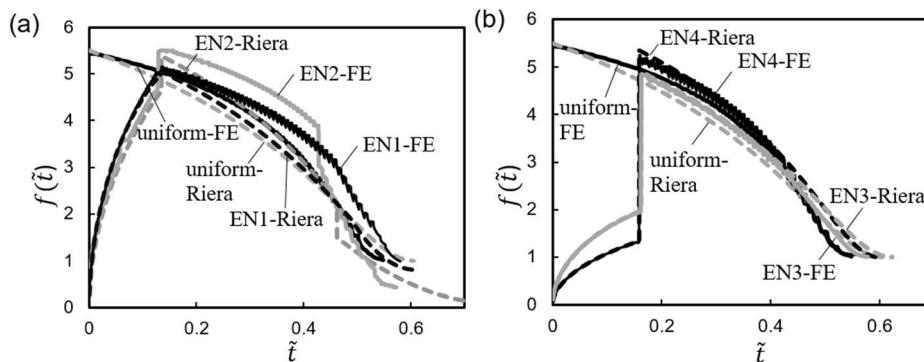 (a)
6
5
4
3
2
1
0
f(t̃)
EN2-Riera
EN2-FE
uniform-FE
EN1-FE
uniform-
Riera
EN1-Riera
0
0.2
0.4
0.6
t̃
(b)
6
5
4
3
2
1
0
f(t̃)
EN4-Riera
EN4-FE
uniform-
FE
uniform-
Riera
EN3-Riera
EN3-FE
0
0.2
0.4
0.6
t̃